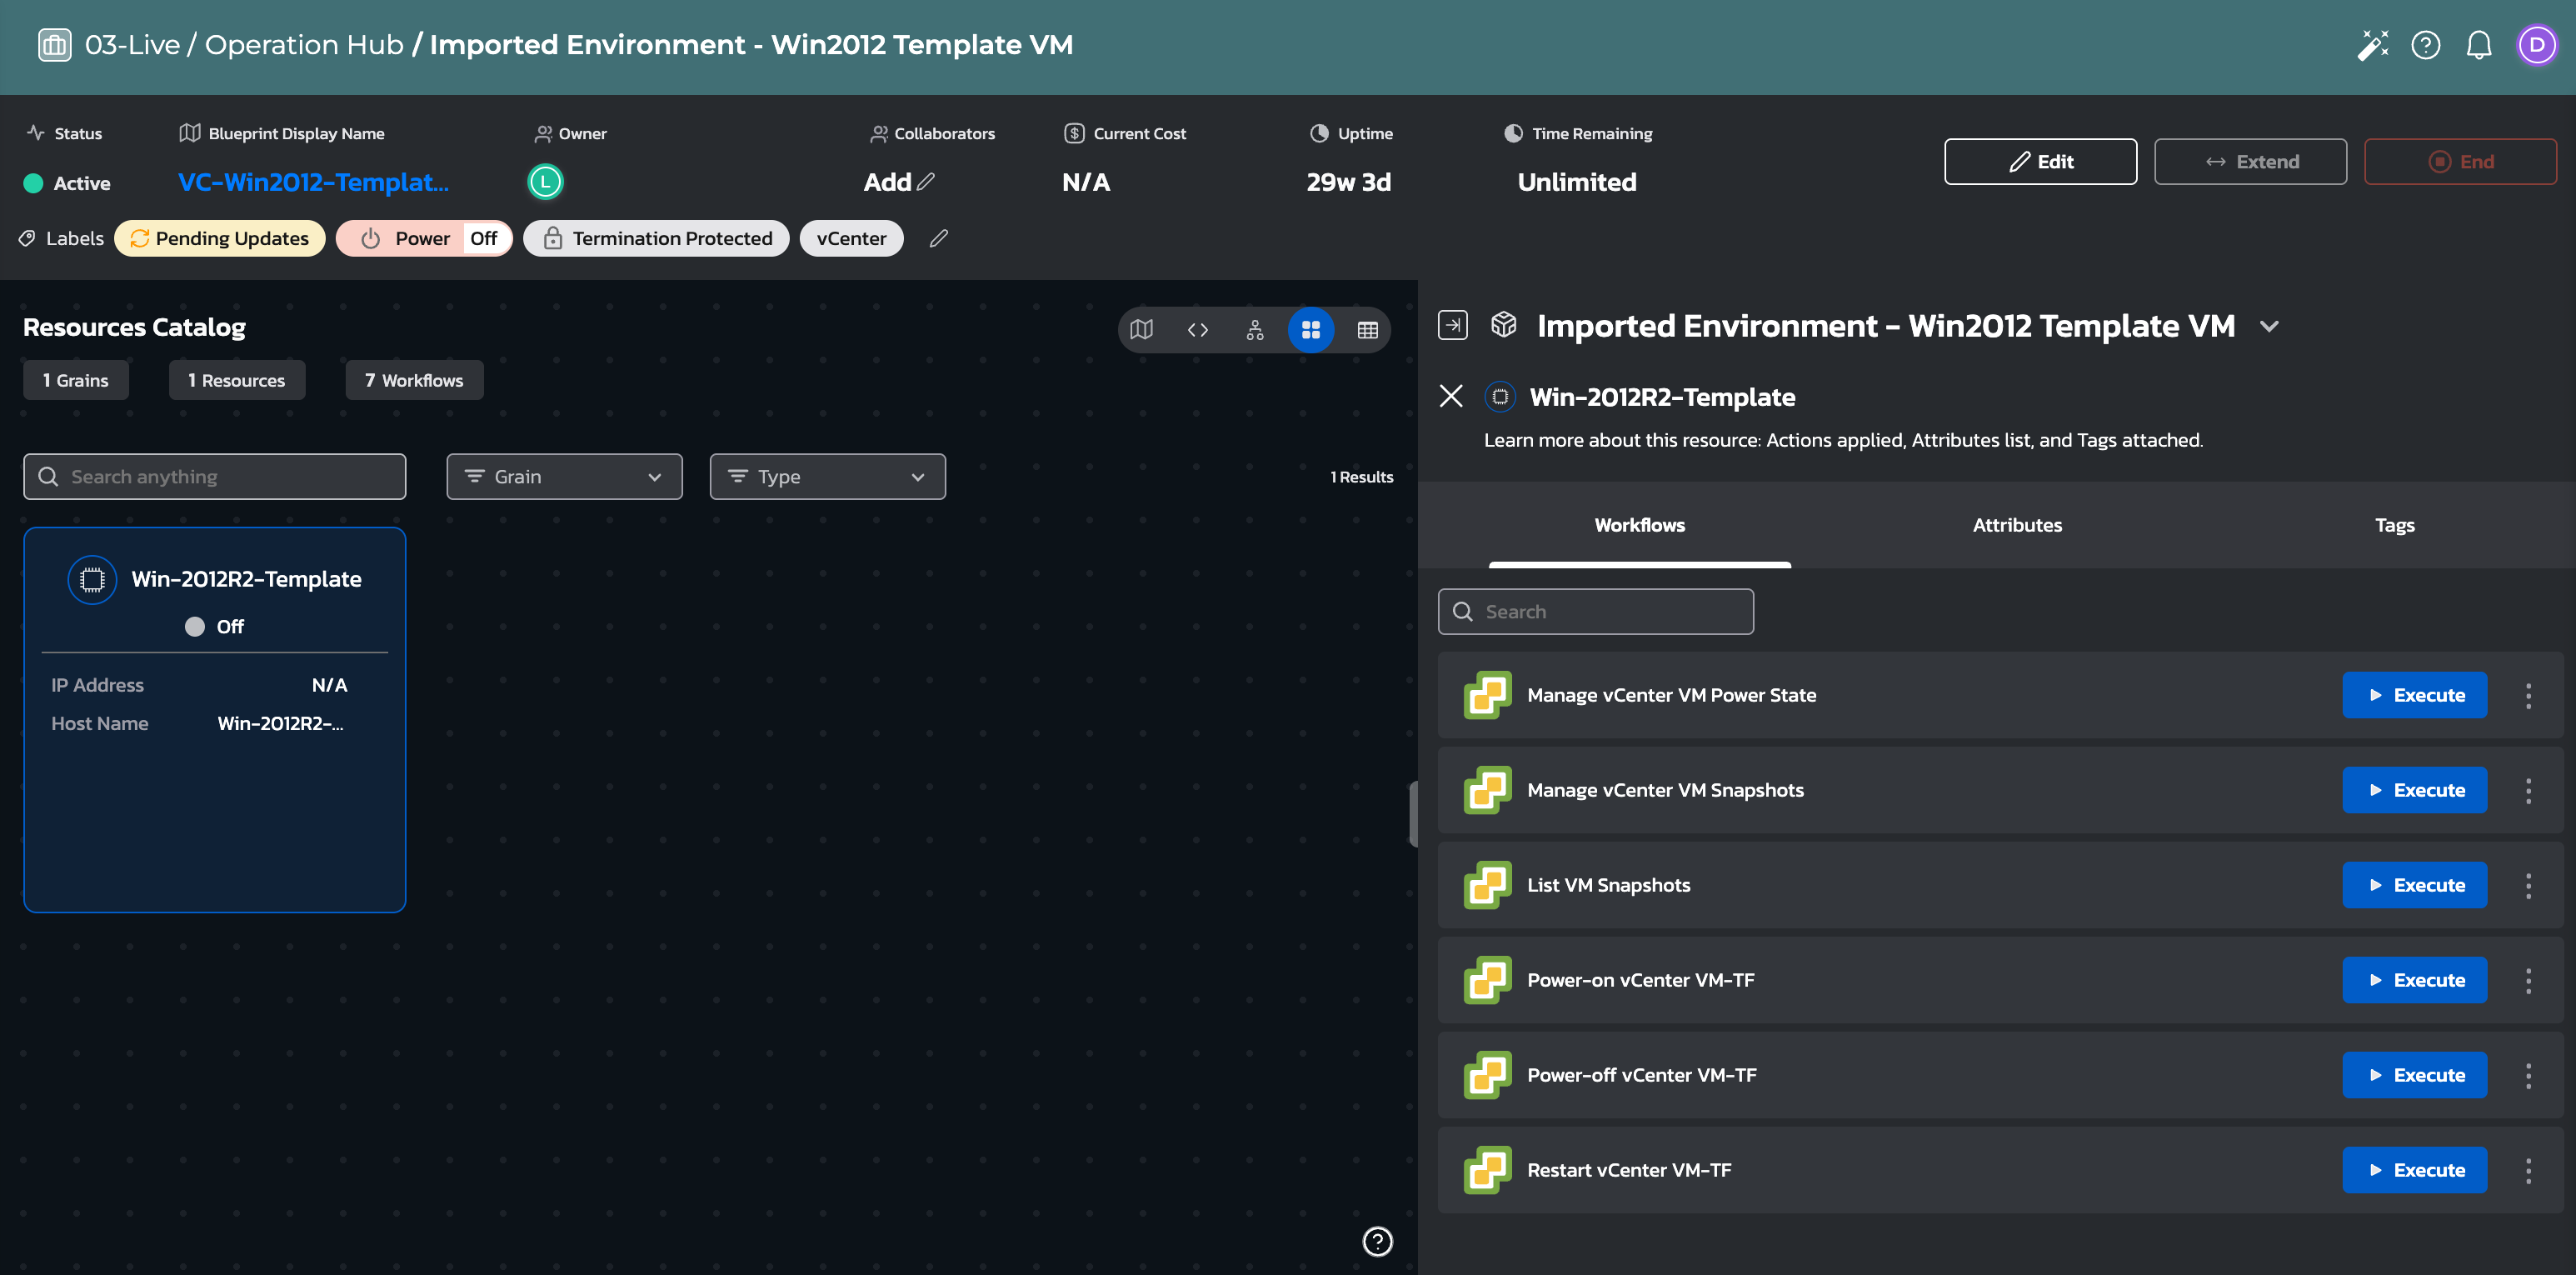 03-Live / Operation Hub / Imported Environment - Win2012 Template VM
D
Status
Blueprint Display Name
Owner
Collaborators
Current Cost
Uptime
Time Remaining
Active
VC-Win2012-Templat...
L
Add
N/A
29w 3d
Unlimited
Edit
Extend
End
Labels
Pending Updates
Power Off
Termination Protected
vCenter
Resources Catalog
1 Grains
1 Resources
7 Workflows
Search anything
Grain
Type
1 Results
Win-2012R2-Template
Off
IP Address N/A
Host Name Win-2012R2-...
Imported Environment - Win2012 Template VM
Win-2012R2-Template
Learn more about this resource: Actions applied, Attributes list, and Tags attached.
Workflows
Attributes
Tags
Search
Manage vCenter VM Power State Execute
Manage vCenter VM Snapshots Execute
List VM Snapshots Execute
Power-on vCenter VM-TF Execute
Power-off vCenter VM-TF Execute
Restart vCenter VM-TF Execute